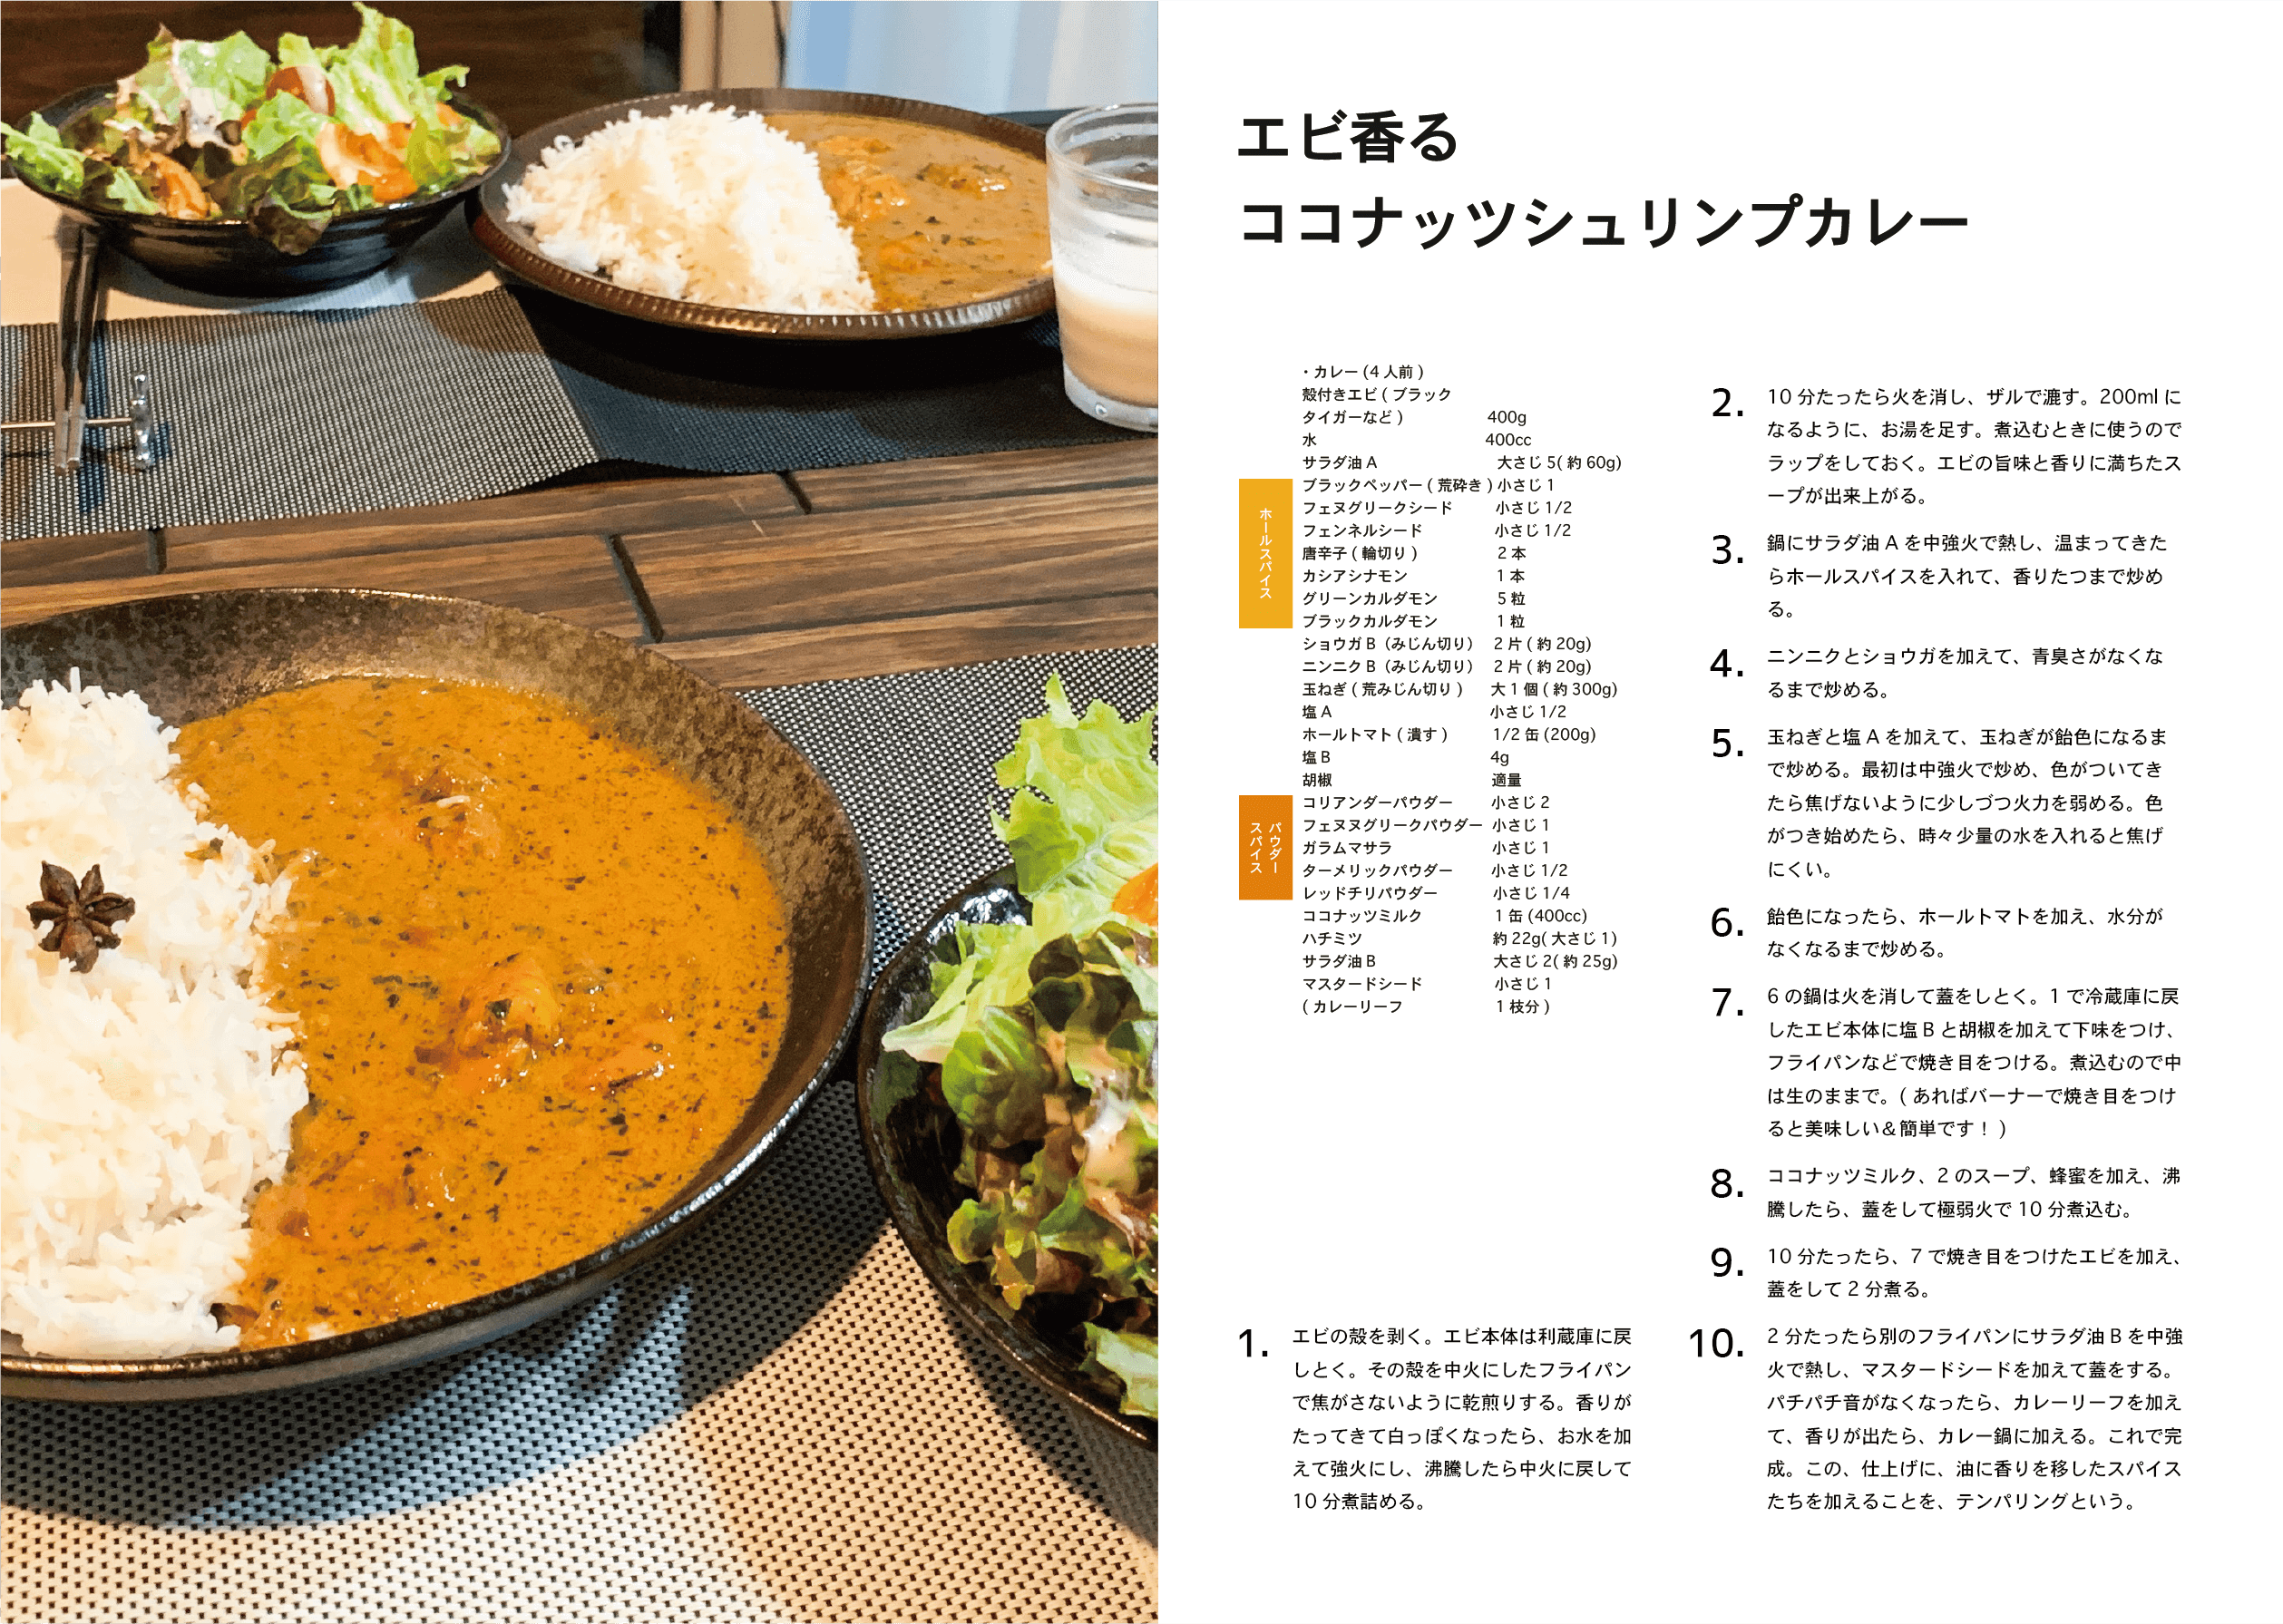 エビ香る
ココナッツシュリンプカレー
・カレー(4 人前 )
殻付きエビ ( ブラック
タイガーなど ) 400g
水 400cc
サラダ油 A 大さじ 5( 約 60g)
ホールスパイス
ブラックペッパー ( 荒砕き ) 小さじ 1
フェヌグリークシード 小さじ 1/2
フェンネルシード 小さじ 1/2
唐辛子 ( 輪切り ) 2 本
カシアシナモン 1 本
グリーンカルダモン 5 粒
ブラックカルダモン 1 粒
ショウガ B（みじん切り） 2 片 ( 約 20g)
ニンニク B（みじん切り） 2 片 ( 約 20g)
玉ねぎ ( 荒みじん切り ) 大 1 個 ( 約 300g)
塩 A 小さじ 1/2
ホールトマト ( 潰す ) 1/2 缶 (200g)
塩 B 4g
胡椒 適量
パウダー
スパイス
コリアンダーパウダー 小さじ 2
フェヌヌグリークパウダー 小さじ 1
ガラムマサラ 小さじ 1
ターメリックパウダー 小さじ 1/2
レッドチリパウダー 小さじ 1/4
ココナッツミルク 1 缶 (400cc)
ハチミツ 約 22g( 大さじ 1)
サラダ油 B 大さじ 2( 約 25g)
マスタードシード 小さじ 1
( カレーリーフ 1 枝分 )
1. エビの殻を剥く。エビ本体は利蔵庫に戻
しとく。その殻を中火にしたフライパン
で焦がさないように乾煎りする。香りが
たってきて白っぽくなったら、お水を加
えて強火にし、沸騰したら中火に戻して
10 分煮詰める。
2. 10 分たったら火を消し、ザルで漉す。200ml に
なるように、お湯を足す。煮込むときに使うので
ラップをしておく。エビの旨味と香りに満ちたス
ープが出来上がる。
3. 鍋にサラダ油 A を中強火で熱し、温まってきた
らホールスパイスを入れて、香りたつまで炒め
る。
4. ニンニクとショウガを加えて、青臭さがなくな
るまで炒める。
5. 玉ねぎと塩 A を加えて、玉ねぎが飴色になるま
で炒める。最初は中強火で炒め、色がついてき
たら焦げないように少しづつ火力を弱める。色
がつき始めたら、時々少量の水を入れると焦げ
にくい。
6. 飴色になったら、ホールトマトを加え、水分が
なくなるまで炒める。
7. 6 の鍋は火を消して蓋をしとく。1 で冷蔵庫に戻
したエビ本体に塩 B と胡椒を加えて下味をつけ、
フライパンなどで焼き目をつける。煮込むので中
は生のままで。( あればバーナーで焼き目をつけ
ると美味しい＆簡単です！ )
8. ココナッツミルク、2 のスープ、蜂蜜を加え、沸
騰したら、蓋をして極弱火で 10 分煮込む。
9. 10 分たったら、7 で焼き目をつけたエビを加え、
蓋をして 2 分煮る。
10. 2 分たったら別のフライパンにサラダ油 B を中強
火で熱し、マスタードシードを加えて蓋をする。
パチパチ音がなくなったら、カレーリーフを加え
て、香りが出たら、カレー鍋に加える。これで完
成。この、仕上げに、油に香りを移したスパイス
たちを加えることを、テンパリングという。